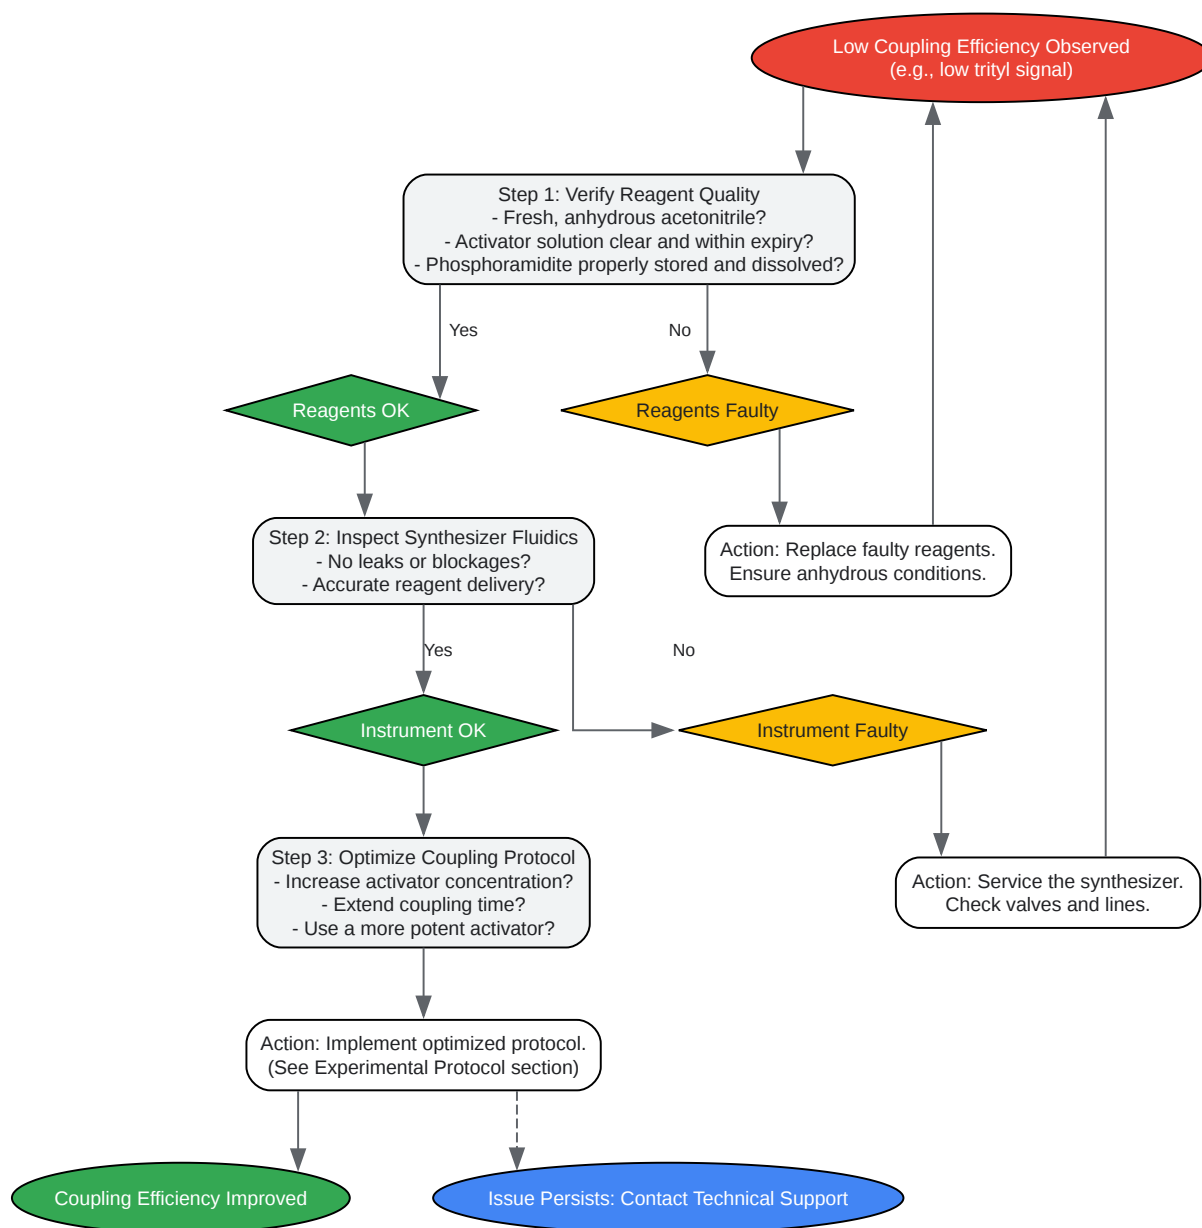 Low Coupling Efficiency Observed
(e.g., low trityl signal)
Step 1: Verify Reagent Quality
- Fresh, anhydrous acetonitrile?
- Activator solution clear and within expiry?
- Phosphoramidite properly stored and dissolved?
Yes
No
Reagents OK
Reagents Faulty
Step 2: Inspect Synthesizer Fluidics
- No leaks or blockages?
- Accurate reagent delivery?
Action: Replace faulty reagents.
Ensure anhydrous conditions.
Yes
No
Instrument OK
Instrument Faulty
Step 3: Optimize Coupling Protocol
- Increase activator concentration?
- Extend coupling time?
- Use a more potent activator?
Action: Service the synthesizer.
Check valves and lines.
Action: Implement optimized protocol.
(See Experimental Protocol section)
Coupling Efficiency Improved
Issue Persists: Contact Technical Support